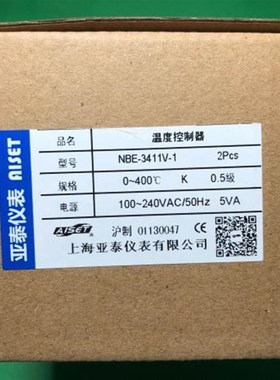 亚泰仪表 AISET
品名 温度控制器
型号 NBE-3411V-1 2Pcs
规格 0~400℃ K 0.5级
电源 100~240VAC/50Hz 5VA
AISET 沪制 01130047 CE
上海亚泰仪表有限公司